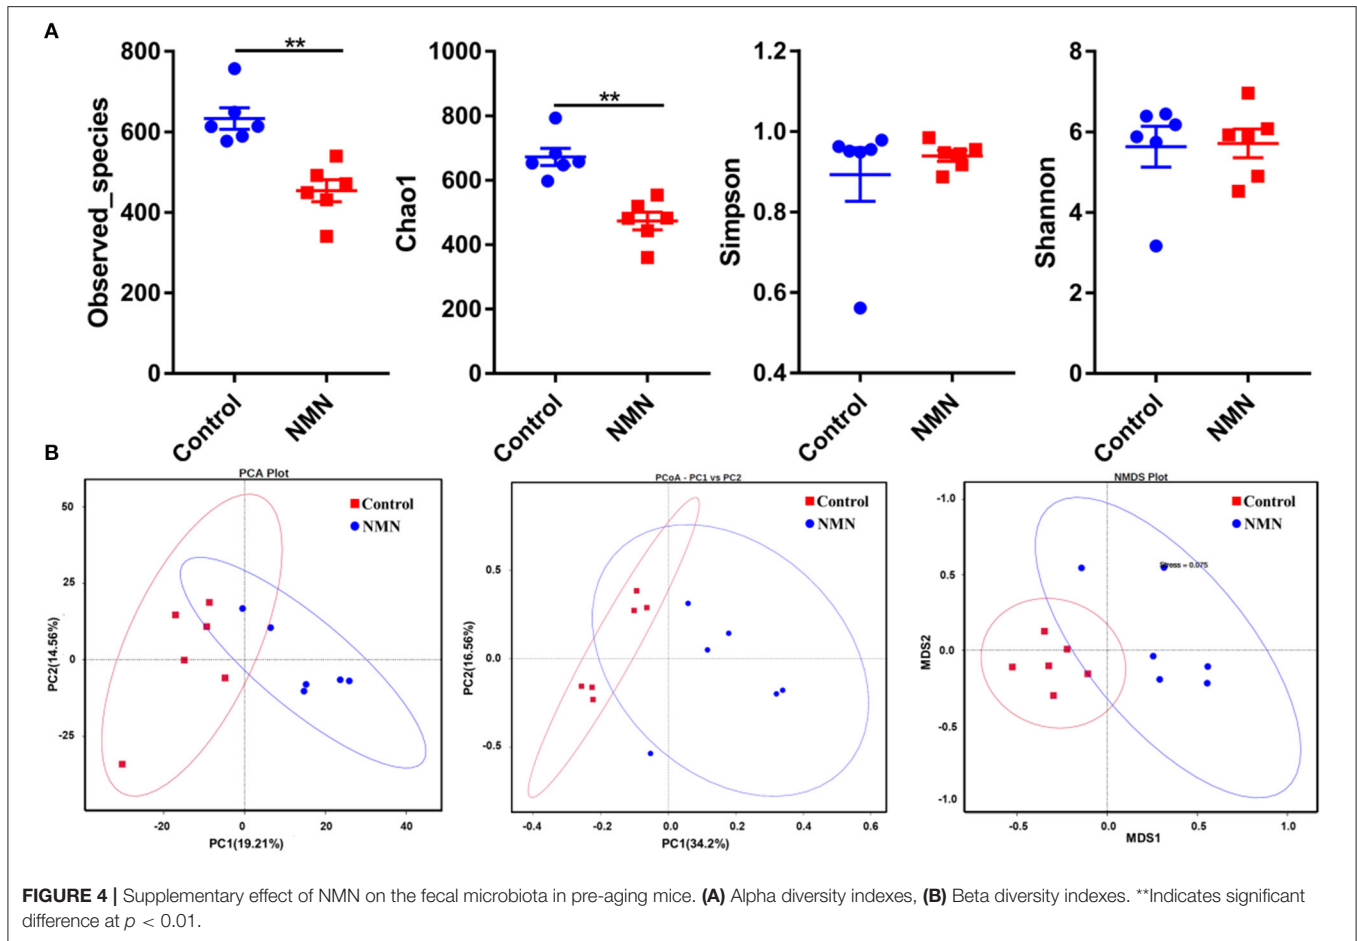 A
Observed_species
800
600
400
200
0
**
Control
NMN
Chao1
1000
800
600
400
200
0
**
Control
NMN
Simpson
1.2
1.0
0.8
0.6
0.4
Control
NMN
Shannon
8
6
4
2
0
Control
NMN
B
PCA Plot
Control
NMN
PC2(14.56%)
50
25
0
-25
-20
0
20
40
PC1(19.21%)
PCoA - PC1 vs PC2
Control
NMN
PC2(16.56%)
0.5
0.0
-0.5
-0.4
-0.2
0.0
0.2
0.4
0.6
PC1(34.2%)
NMDS Plot
Control
NMN
Stress = 0.075
MDS2
-1.0
0.5
0.0
-0.5
-1.0
-0.5
0.0
0.5
1.0
MDS1
FIGURE 4 | Supplementary effect of NMN on the fecal microbiota in pre-aging mice. (A) Alpha diversity indexes, (B) Beta diversity indexes. **Indicates significant
difference at p < 0.01.